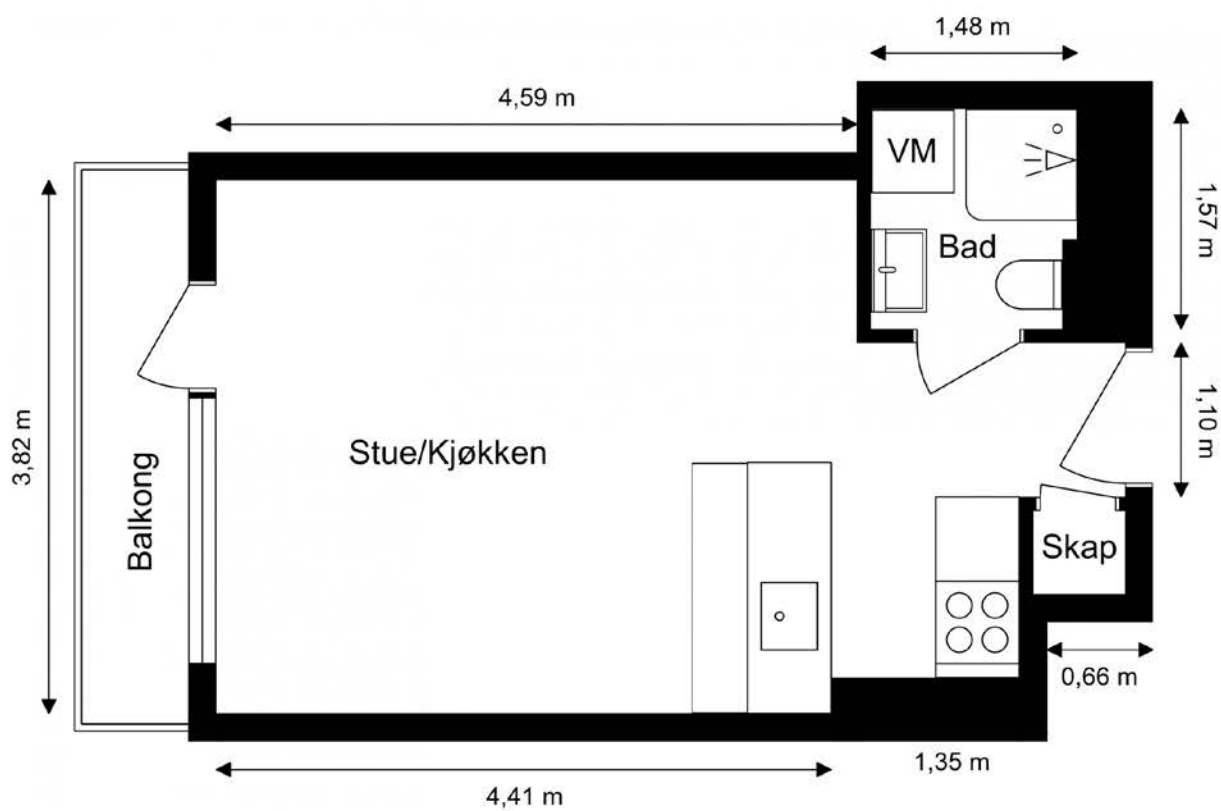 1,48 m
4,59 m
VM
1,57 m
Bad
3,82 m
Balkong
Stue/Kjøkken
1,10 m
Skap
0,66 m
1,35 m
4,41 m